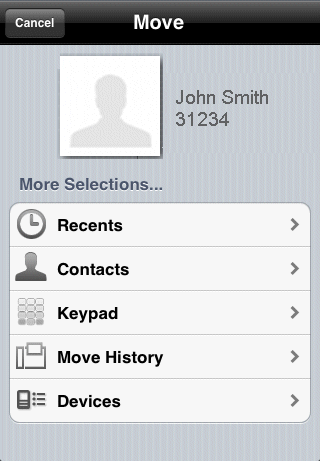 Cancel
Move
John Smith
31234
More Selections...
Recents
Contacts
Keypad
Move History
Devices